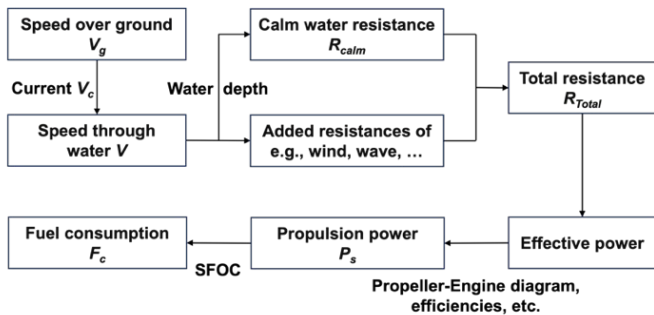 Speed over ground
Vg
Calm water resistance
Rcalm
Current Vc
Water depth
Total resistance
RTotal
Speed through
water V
Added resistances of
e.g., wind, wave, …
Fuel consumption
Fc
Propulsion power
Ps
Effective power
SFOC
Propeller-Engine diagram,
efficiencies, etc.